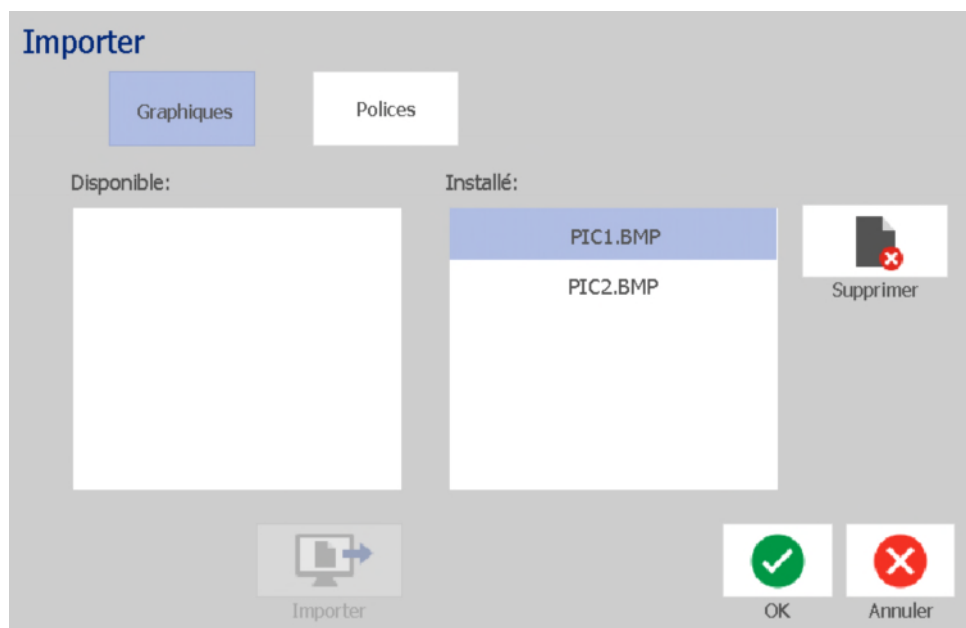 Importer
Graphiques
Polices
Disponible:
Installé:
PIC1.BMP
PIC2.BMP
Supprimer
Importer
OK
Annuler